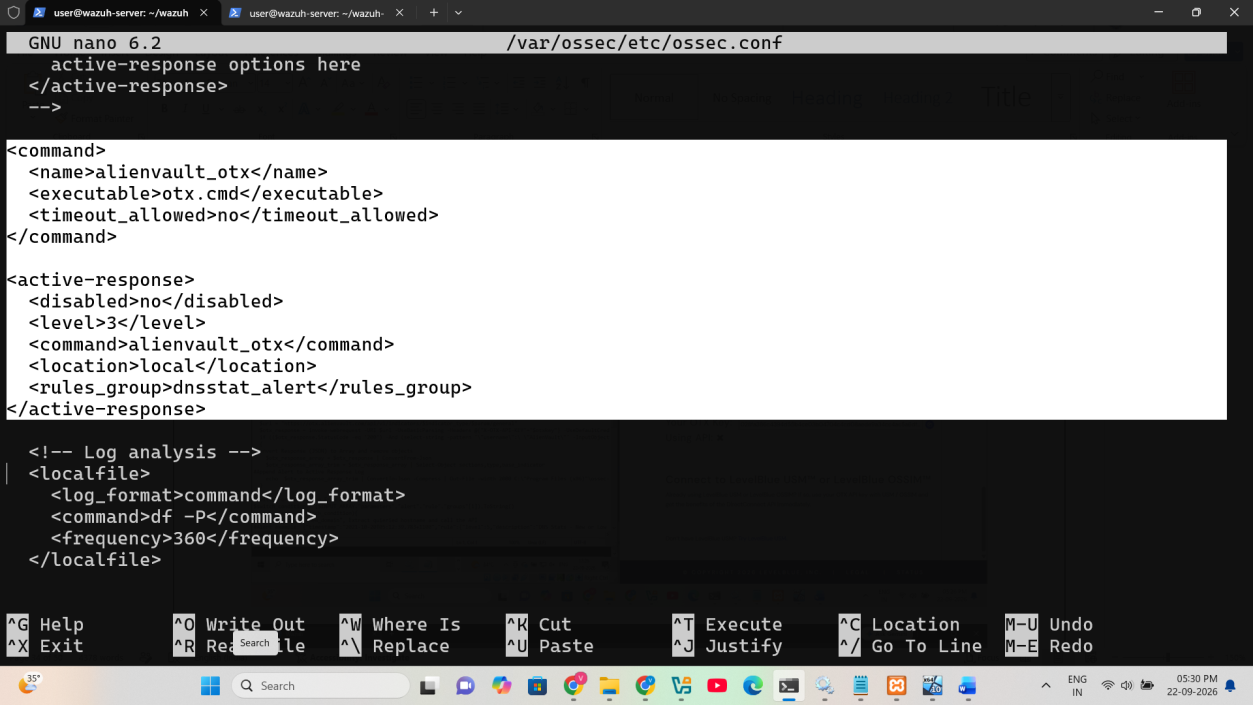 user@wazuh-server: ~/wazuh
user@wazuh-server: ~/wazuh-
GNU nano 6.2 /var/ossec/etc/ossec.conf
active-response options here
</active-response>
-->
<command>
<name>alienvault_otx</name>
<executable>otx.cmd</executable>
<timeout_allowed>no</timeout_allowed>
</command>
<active-response>
<disabled>no</disabled>
<level>3</level>
<command>alienvault_otx</command>
<location>local</location>
<rules_group>dnsstat_alert</rules_group>
</active-response>
<!-- Log analysis -->
<localfile>
<log_format>command</log_format>
<command>df -P</command>
<frequency>360</frequency>
</localfile>
^G Help ^O Write Out ^W Where Is ^K Cut ^T Execute ^C Location M-U Undo
^X Exit ^R ^\ Replace ^U Paste ^J Justify ^/ Go To Line M-E Redo
Search
35°
Search
ENG
IN
05:30 PM
22-09-2026